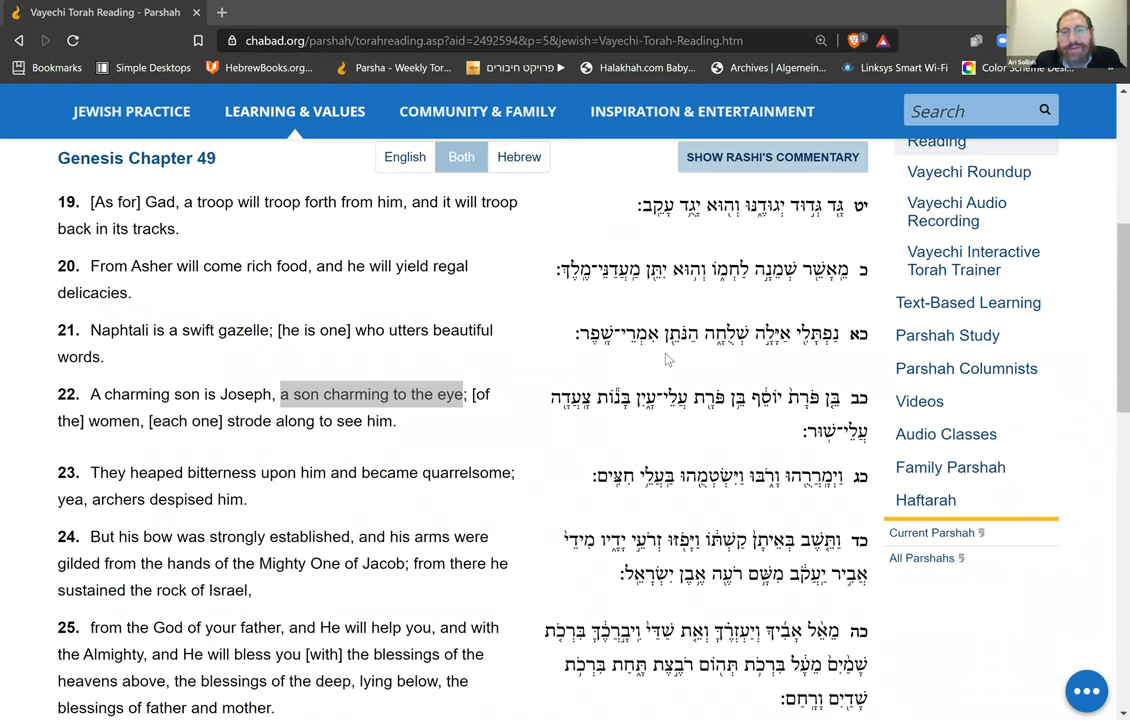 Vayechi Torah Reading - Parshah
chabad.org/parshah/torahreading.asp?aid=2492594&p=5&jewish=Vayechi-Torah-Reading.htm
3
Bookmarks Simple Desktops HebrewBooks.org... Parsha - Weekly Tor... פרויקט חיבורים Halakhah.com Baby... Archives | Algemein... Linksys Smart Wi-Fi
Ari Solish
JEWISH PRACTICE LEARNING & VALUES COMMUNITY & FAMILY INSPIRATION & ENTERTAINMENT Search
Genesis Chapter 49 English Both Hebrew SHOW RASHI'S COMMENTARY
19. [As for] Gad, a troop will troop forth from him, and it will troop
back in its tracks.
יט גָּ֖ד גְּד֣וּד יְגוּדֶ֑נּוּ וְה֖וּא יָגֻ֥ד עָקֵֽב:
20. From Asher will come rich food, and he will yield regal
delicacies.
כ מֵֽאָשֵׁ֖ר שְׁמֵנָ֣ה לַחְמ֑וֹ וְה֥וּא יִתֵּ֖ן מַֽעֲדַנֵּי־מֶֽלֶךְ:
21. Naphtali is a swift gazelle; [he is one] who utters beautiful
words.
כא נַפְתָּלִ֖י אַיָּלָ֣ה שְׁלֻחָ֑ה הַנֹּתֵ֖ן אִמְרֵי־שָֽׁפֶר:
22. A charming son is Joseph, a son charming to the eye; [of
the] women, [each one] strode along to see him.
כב בֵּ֤ן פֹּרָת֙ יוֹסֵ֔ף בֵּ֥ן פֹּרָ֖ת עֲלֵי־עָ֑יִן בָּנ֕וֹת צָֽעֲדָ֖ה
עֲלֵי־שֽׁוּר:
23. They heaped bitterness upon him and became quarrelsome;
yea, archers despised him.
כג וַיְמָֽרְרֻ֖הוּ וָרֹ֑בּוּ וַיִּשְׂטְמֻ֖הוּ בַּֽעֲלֵ֥י חִצִּֽים:
24. But his bow was strongly established, and his arms were
gilded from the hands of the Mighty One of Jacob; from there he
sustained the rock of Israel,
כד וַתֵּ֤שֶׁב בְּאֵיתָן֙ קַשְׁתּ֔וֹ וַיָּפֹ֖זּוּ זְרֹעֵ֣י יָדָ֑יו מִידֵי֙
אֲבִ֣יר יַֽעֲקֹ֔ב מִשָּׁ֥ם רֹעֶ֖ה אֶ֥בֶן יִשְׂרָאֵֽל:
25. from the God of your father, and He will help you, and with
the Almighty, and He will bless you [with] the blessings of the
heavens above, the blessings of the deep, lying below, the
blessings of father and mother.
כה מֵאֵ֨ל אָבִ֜יךָ וְיַעְזְרֶ֗ךָּ וְאֵ֤ת שַׁדַּי֙ וִיבָ֣רֲכֶ֔ךָּ בִּרְכֹ֤ת
שָׁמַ֨יִם֙ מֵעָ֔ל בִּרְכֹ֥ת תְּה֖וֹם רֹבֶ֣צֶת תָּ֑חַת בִּרְכֹ֥ת
שָׁדַ֖יִם וָרָֽחַם:
Reading
Vayechi Roundup
Vayechi Audio
Recording
Vayechi Interactive
Torah Trainer
Text-Based Learning
Parshah Study
Parshah Columnists
Videos
Audio Classes
Family Parshah
Haftarah
Current Parshah
All Parshahs